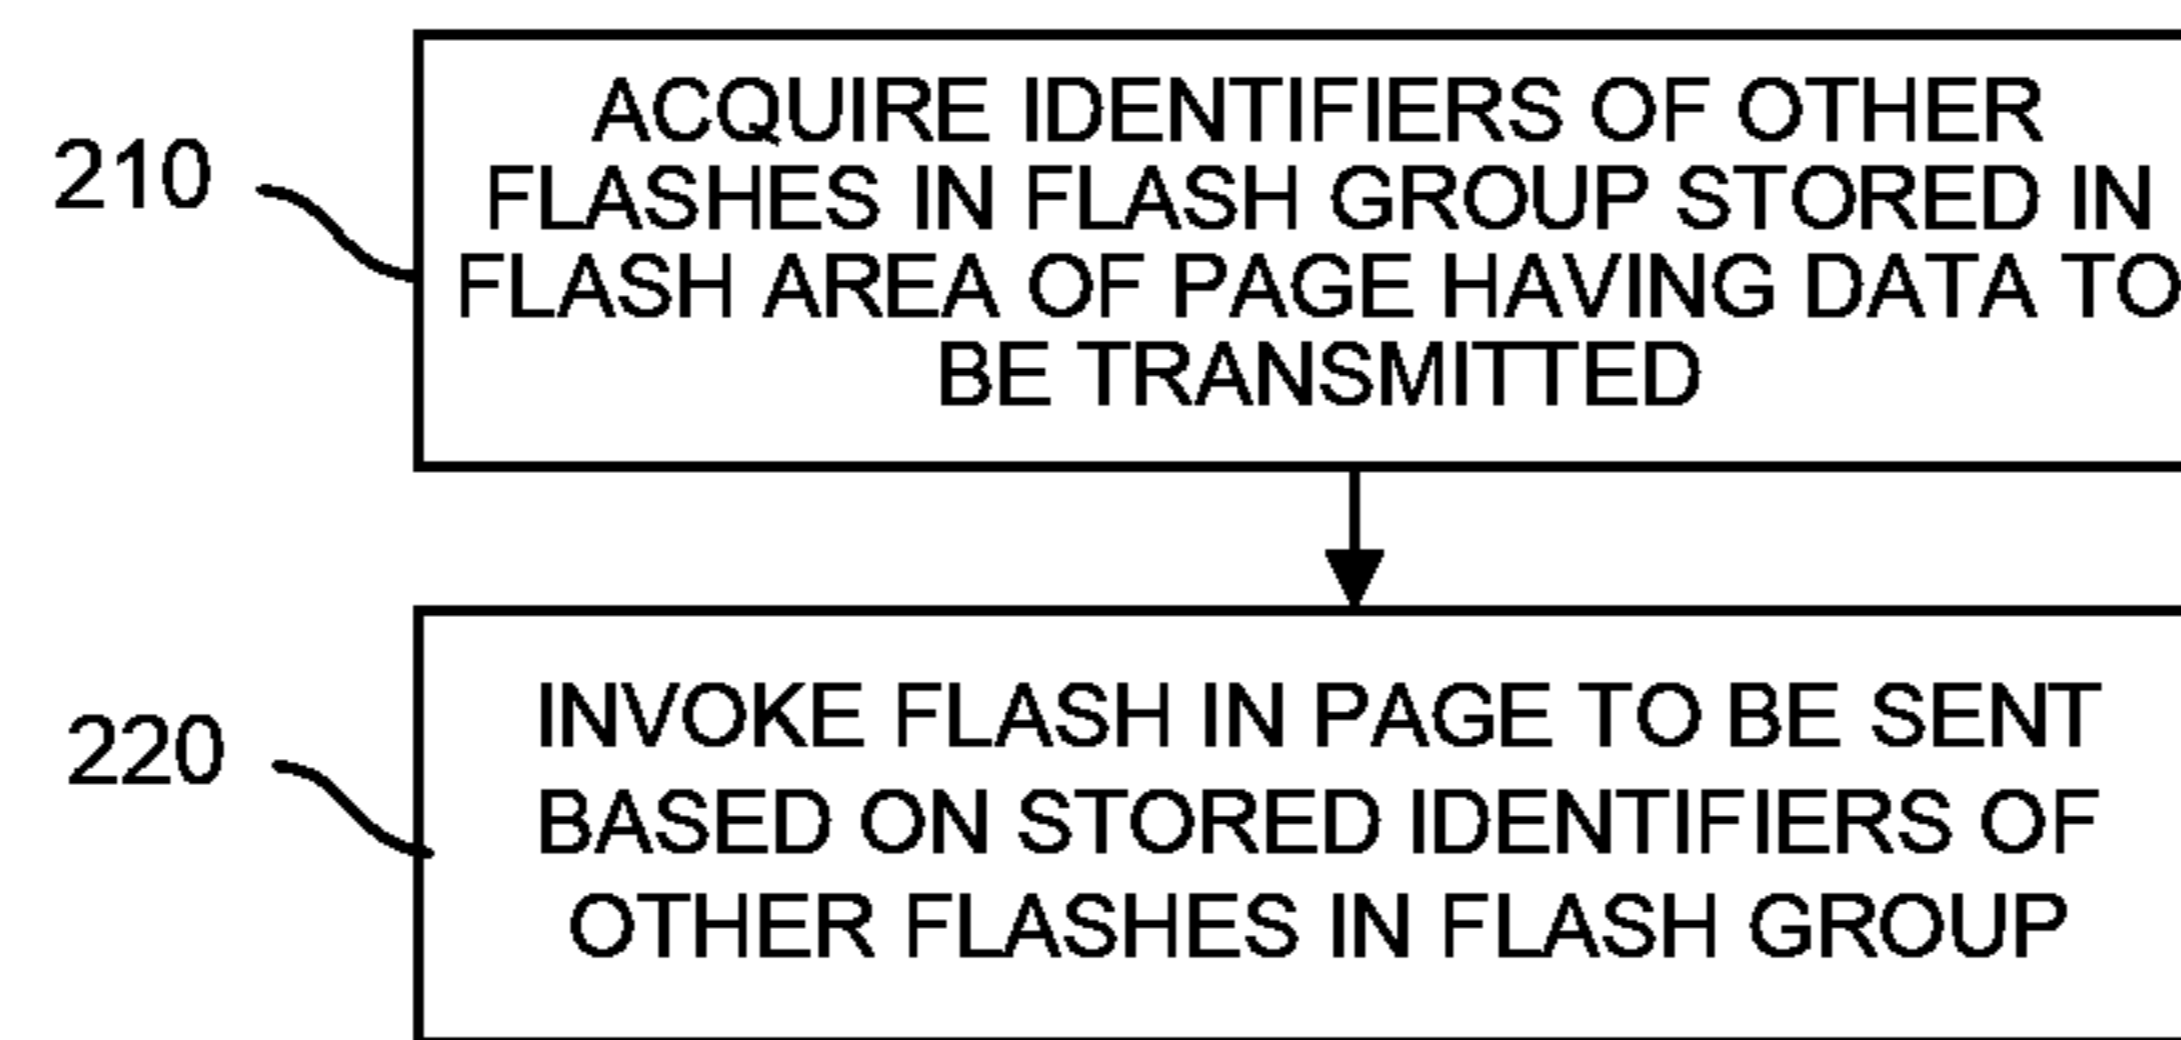 210
ACQUIRE IDENTIFIERS OF OTHER
FLASHES IN FLASH GROUP STORED IN
FLASH AREA OF PAGE HAVING DATA TO
BE TRANSMITTED
220
INVOKE FLASH IN PAGE TO BE SENT
BASED ON STORED IDENTIFIERS OF
OTHER FLASHES IN FLASH GROUP